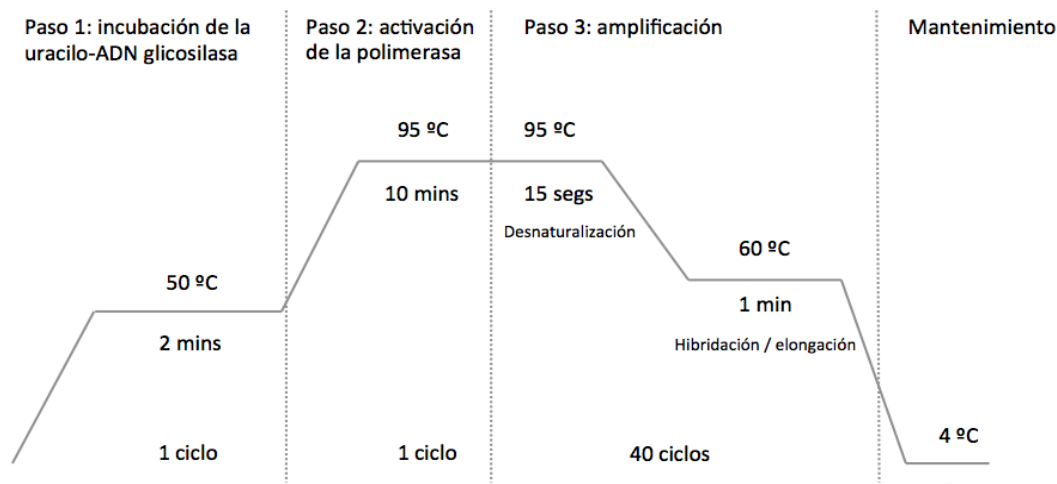 Paso 1: incubación de la
uracilo-ADN glicosilasa
Paso 2: activación
de la polimerasa
Paso 3: amplificación
Mantenimiento
95 ºC
95 ºC
10 mins
15 segs
Desnaturalización
60 ºC
50 ºC
1 min
2 mins
Hibridación / elongación
4 ºC
1 ciclo
1 ciclo
40 ciclos